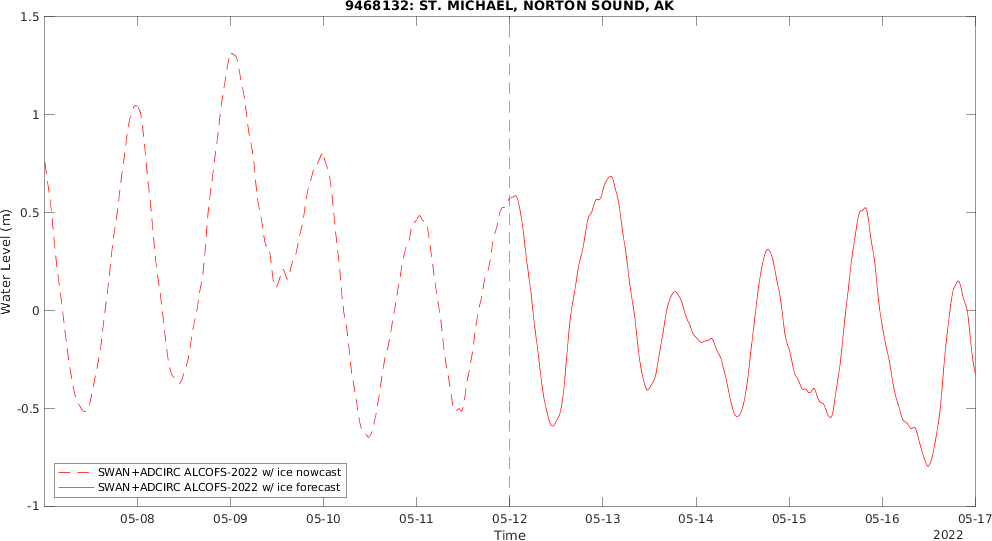 9468132: ST. MICHAEL, NORTON SOUND, AK
1.5
1
0.5
0
-0.5
-1
Water Level (m)
SWAN+ADCIRC ALCOFS-2022 w/ ice nowcast
SWAN+ADCIRC ALCOFS-2022 w/ ice forecast
05-08 05-09 05-10 05-11 05-12 05-13 05-14 05-15 05-16 05-17
Time
2022